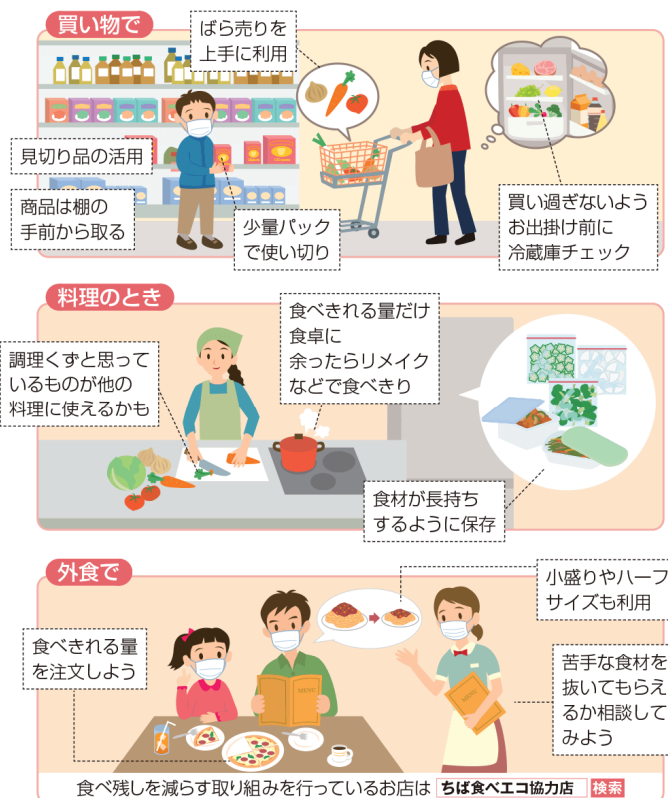 買い物で
ばら売りを
上手に利用
見切り品の活用
商品は棚の
手前から取る
少量パック
で使い切り
買い過ぎないよう
お出掛け前に
冷蔵庫チェック
料理のとき
食べきれる量だけ
食卓に
余ったらリメイク
などで食べきり
調理くずと思って
いるものが他の
料理に使えるかも
食材が長持ち
するように保存
外食で
小盛りやハーフ
サイズも利用
食べきれる量
を注文しよう
MENU
MENU
苦手な食材を
抜いてもらえ
るか相談して
みよう
食べ残しを減らす取り組みを行っているお店は ちば食べエコ協力店 検索